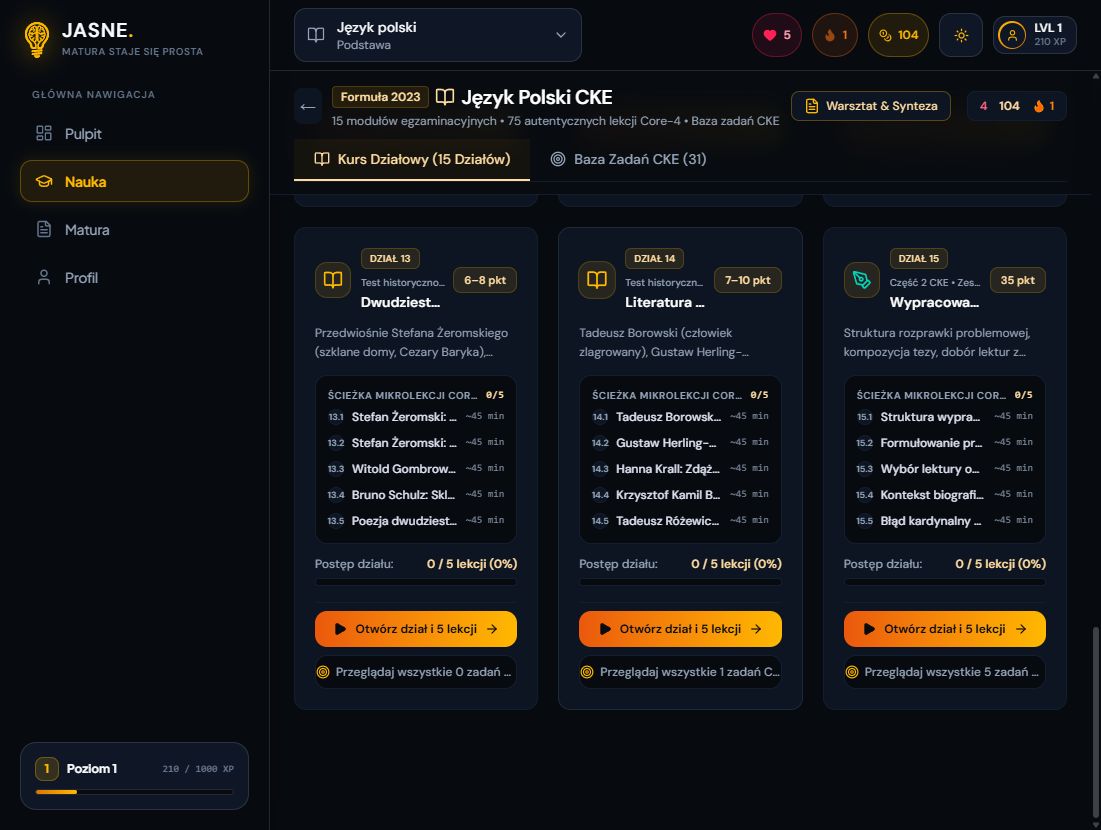 JASNE.
MATURA STAJE SIĘ PROSTA
GŁÓWNA NAWIGACJA
Pulpit
Nauka
Matura
Profil
1 Poziom 1 210 / 1000 XP
Język polski
Podstawa
5
1
104
LVL 1
210 XP
←
Formuła 2023 Język Polski CKE
15 modułów egzaminacyjnych • 75 autentycznych lekcji Core-4 • Baza zadań CKE
Warsztat & Synteza
4 104 1
Kurs Działowy (15 Działów)
Baza Zadań CKE (31)
DZIAŁ 13
Test historyczno...
Dwudziest...
6–8 pkt
Przedwiośnie Stefana Żeromskiego
(szklane domy, Cezary Baryka),...
ŚCIEŻKA MIKROLEKCJI COR... 0/5
13.1 Stefan Żeromski: ... ~45 min
13.2 Stefan Żeromski: ... ~45 min
13.3 Witold Gombrow... ~45 min
13.4 Bruno Schulz: Skl... ~45 min
13.5 Poezja dwudziest... ~45 min
Postęp działu: 0 / 5 lekcji (0%)
Otwórz dział i 5 lekcji →
Przeglądaj wszystkie 0 zadań ...
DZIAŁ 14
Test historyczn...
Literatura ...
7–10 pkt
Tadeusz Borowski (człowiek
zlagrowany), Gustaw Herling-...
ŚCIEŻKA MIKROLEKCJI COR... 0/5
14.1 Tadeusz Borowsk... ~45 min
14.2 Gustaw Herling-... ~45 min
14.3 Hanna Krall: Zdąż... ~45 min
14.4 Krzysztof Kamil B... ~45 min
14.5 Tadeusz Różewic... ~45 min
Postęp działu: 0 / 5 lekcji (0%)
Otwórz dział i 5 lekcji →
Przeglądaj wszystkie 1 zadań C...
DZIAŁ 15
Część 2 CKE • Zes...
Wypracowa...
35 pkt
Struktura rozprawki problemowej,
kompozycja tezy, dobór lektur z...
ŚCIEŻKA MIKROLEKCJI COR... 0/5
15.1 Struktura wypra... ~45 min
15.2 Formułowanie pr... ~45 min
15.3 Wybór lektury o... ~45 min
15.4 Kontekst biografi... ~45 min
15.5 Błąd kardynalny ... ~45 min
Postęp działu: 0 / 5 lekcji (0%)
Otwórz dział i 5 lekcji →
Przeglądaj wszystkie 5 zadań ...